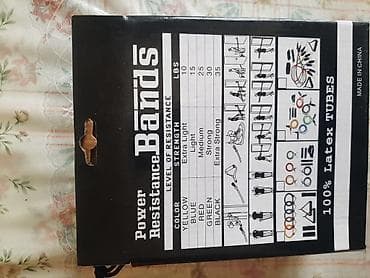 Power
Resistance Bands
LEVEL OF RESISTANCE
COLOR STRENGTH LBS
YELLOW Extra Light 10
BLUE Light 15
RED Medium 25
GREEN Strong 30
BLACK Extra Strong 35
100% Latex TUBES
MADE IN CHINA